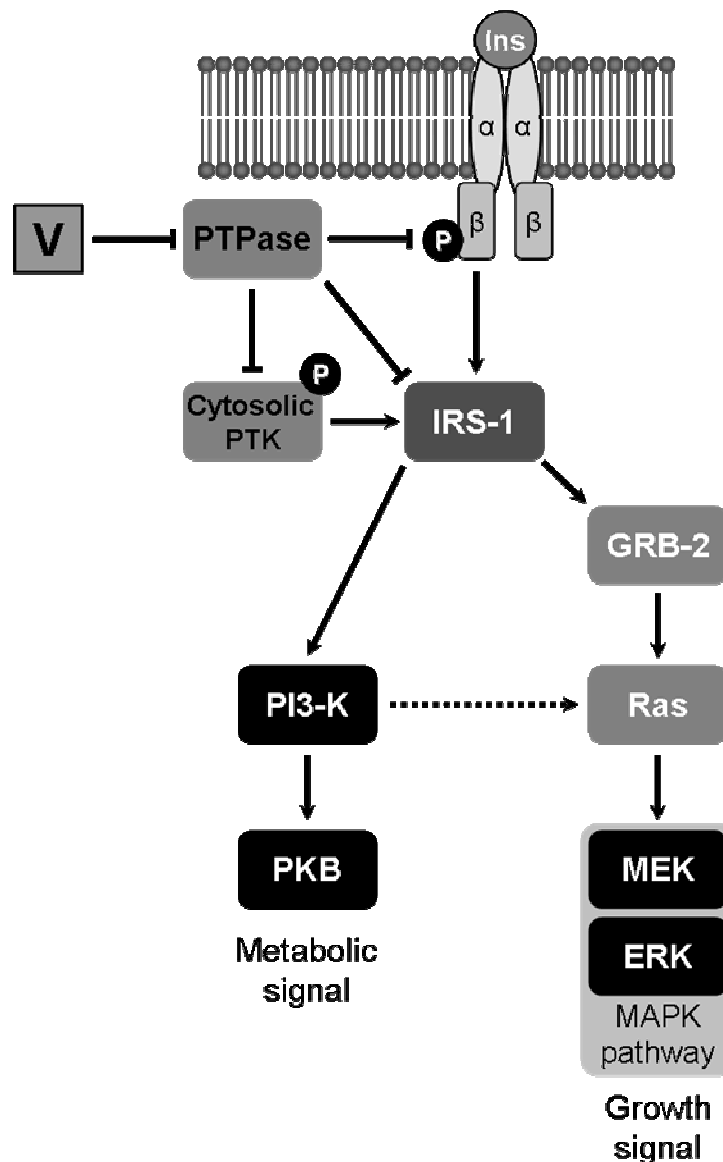 Ins
α α
V
PTPase
P
β β
P
Cytosolic
PTK
IRS-1
GRB-2
PI3-K
Ras
PKB
MEK
Metabolic
signal
ERK
MAPK
pathway
Growth
signal